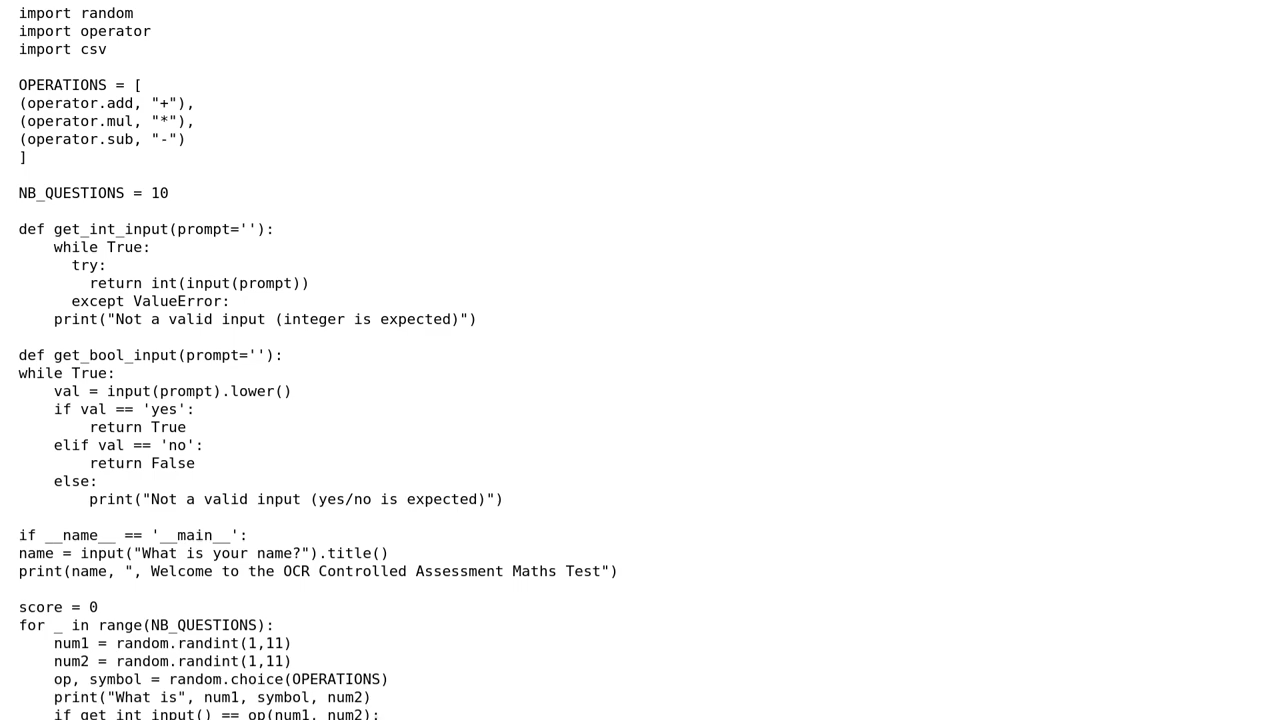 import random
import operator
import csv

OPERATIONS = [
(operator.add, "+"),
(operator.mul, "*"),
(operator.sub, "-")
]

NB_QUESTIONS = 10

def get_int_input(prompt=''):
    while True:
      try:
        return int(input(prompt))
      except ValueError:
    print("Not a valid input (integer is expected)")

def get_bool_input(prompt=''):
while True:
    val = input(prompt).lower()
    if val == 'yes':
        return True
    elif val == 'no':
        return False
    else:
        print("Not a valid input (yes/no is expected)")

if __name__ == '__main__':
name = input("What is your name?").title()
print(name, ", Welcome to the OCR Controlled Assessment Maths Test")

score = 0
for _ in range(NB_QUESTIONS):
    num1 = random.randint(1,11)
    num2 = random.randint(1,11)
    op, symbol = random.choice(OPERATIONS)
    print("What is", num1, symbol, num2)
    if get_int_input() == op(num1, num2):